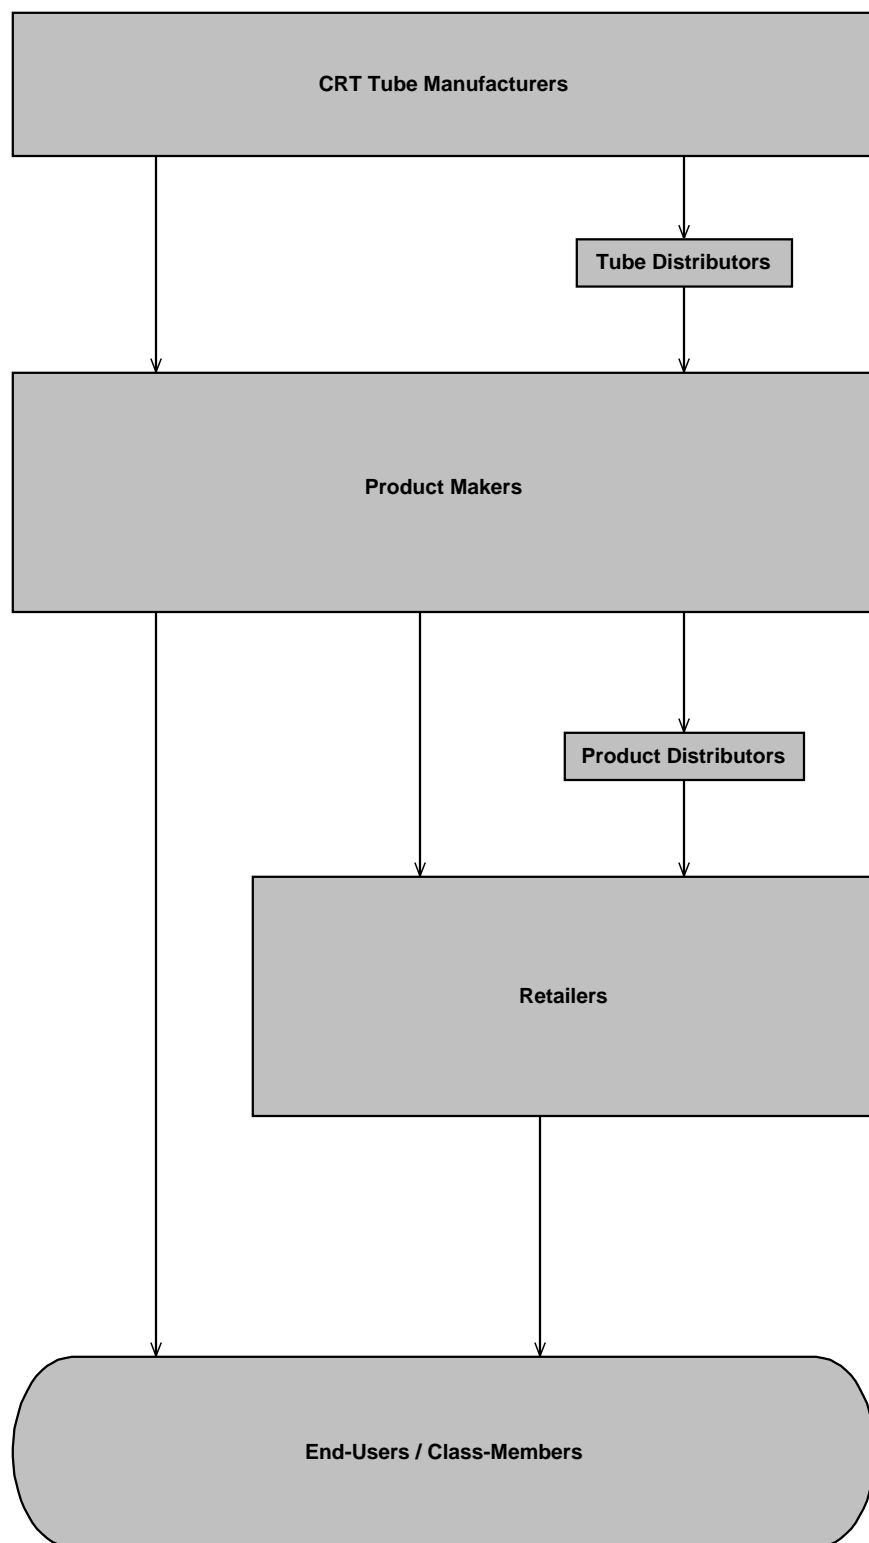 CRT Tube Manufacturers
Tube Distributors
Product Makers
Product Distributors
Retailers
End-Users / Class-Members